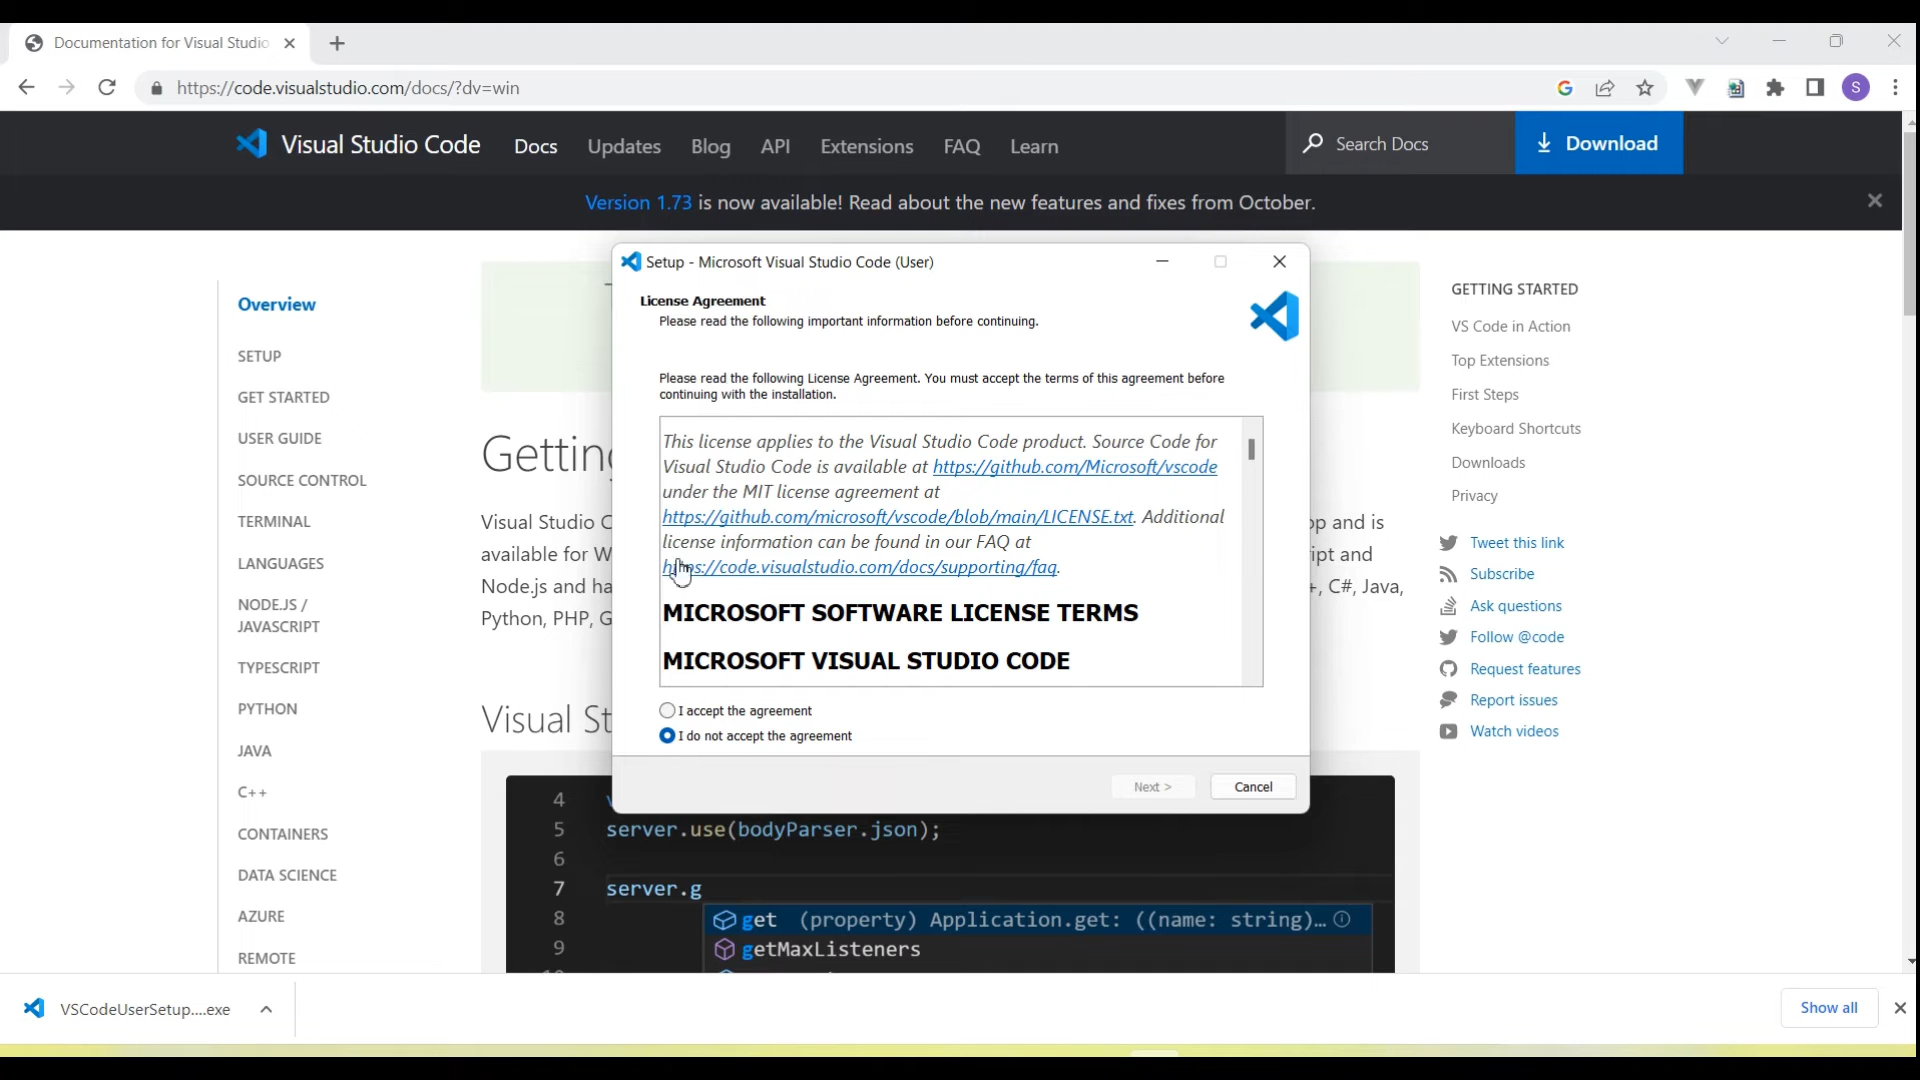 Documentation for Visual Studio
https://code.visualstudio.com/docs/?dv=win
S
Visual Studio Code
Docs
Updates
Blog
API
Extensions
FAQ
Learn
Search Docs
Download
Version 1.73 is now available! Read about the new features and fixes from October.
Overview
SETUP
GET STARTED
USER GUIDE
SOURCE CONTROL
TERMINAL
LANGUAGES
NODE.JS /
JAVASCRIPT
TYPESCRIPT
PYTHON
JAVA
C++
CONTAINERS
DATA SCIENCE
AZURE
REMOTE
Getting
Visual Studio C
available for W
Node.js and ha
Python, PHP, G
Visual St
Setup - Microsoft Visual Studio Code (User)
License Agreement
Please read the following important information before continuing.
Please read the following License Agreement. You must accept the terms of this agreement before
continuing with the installation.
This license applies to the Visual Studio Code product. Source Code for
Visual Studio Code is available at https://github.com/Microsoft/vscode
under the MIT license agreement at
https://github.com/microsoft/vscode/blob/main/LICENSE.txt. Additional
license information can be found in our FAQ at
https://code.visualstudio.com/docs/supporting/faq.
MICROSOFT SOFTWARE LICENSE TERMS
MICROSOFT VISUAL STUDIO CODE
I accept the agreement
I do not accept the agreement
Next >
Cancel
op and is
ript and
+, C#, Java,
4
5 server.use(bodyParser.json);
6
7 server.g
8 get (property) Application.get: ((name: string)...
9 getMaxListeners
GETTING STARTED
VS Code in Action
Top Extensions
First Steps
Keyboard Shortcuts
Downloads
Privacy
Tweet this link
Subscribe
Ask questions
Follow @code
Request features
Report issues
Watch videos
VSCodeUserSetup....exe
Show all